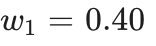 w₁ = 0.40